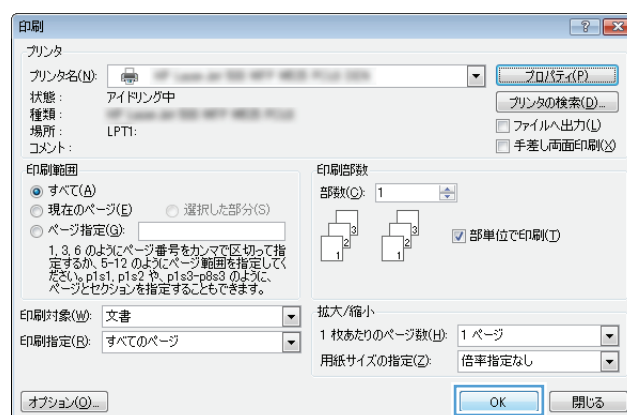 印刷
プリンタ
プリンタ名(N):
プロパティ(P)
状態：
アイドリング中
プリンタの検索(D)...
種類：
場所：
LPT1:
ファイルへ出力(L)
コメント：
手差し両面印刷(X)
印刷範囲
すべて(A)
現在のページ(E)
選択した部分(S)
ページ指定(G):
1, 3, 6 のようにページ番号をカンマで区切って指
定するか、5-12 のようにページ範囲を指定してく
ださい。p1s1, p1s2 や、p1s3-p8s3 のように、
ページとセクションを指定することもできます。
印刷部数
部数(C):
1
3
2
1
3
2
1
部単位で印刷(T)
印刷対象(W):
文書
印刷指定(R):
すべてのページ
拡大/縮小
1 枚あたりのページ数(H):
1 ページ
用紙サイズの指定(Z):
倍率指定なし
オプション(O)...
OK
閉じる